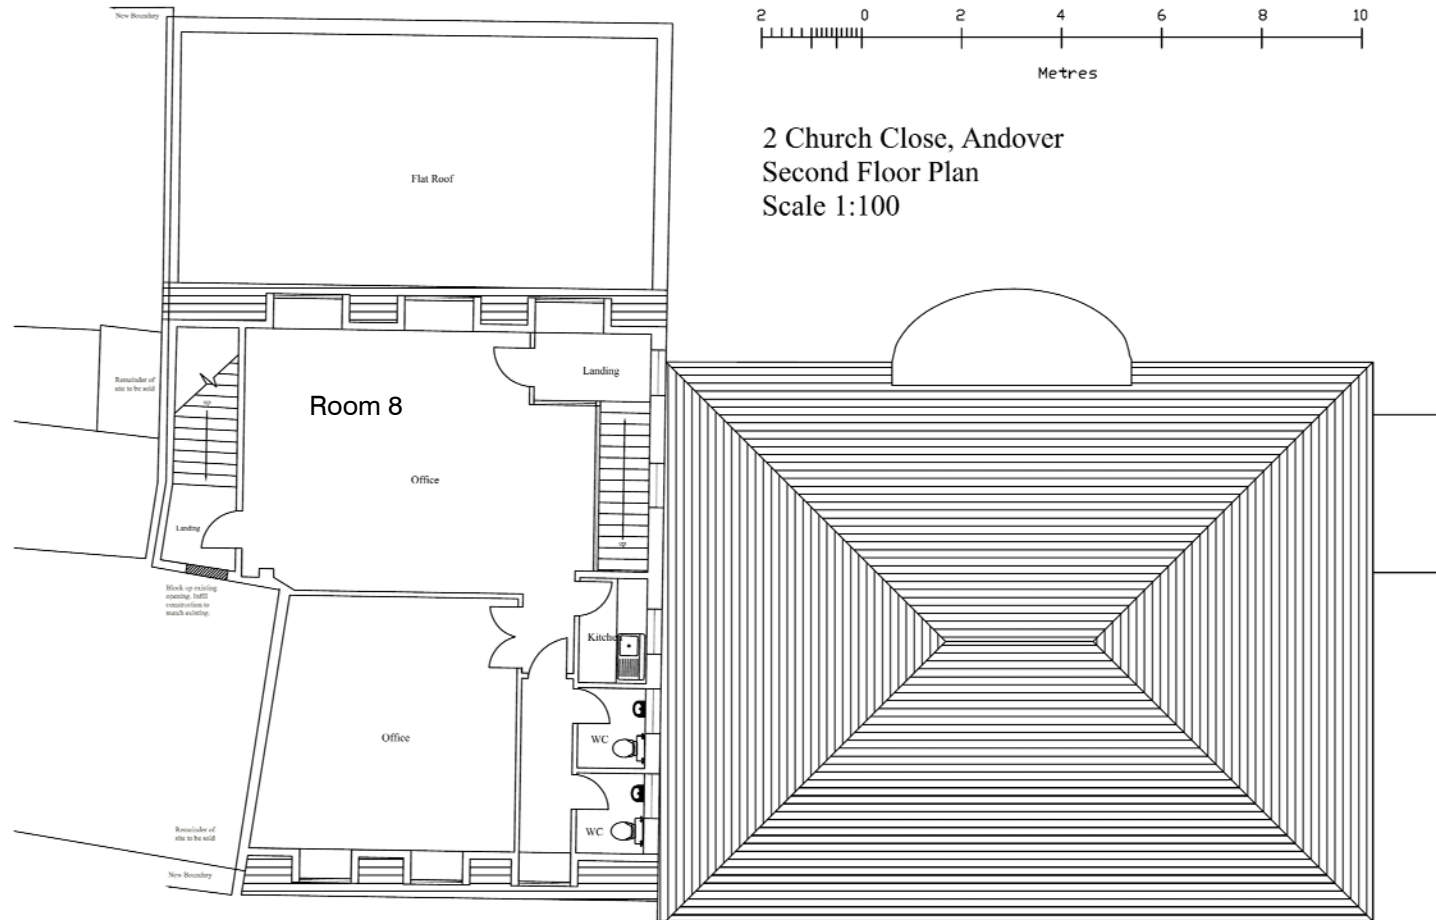 New Boundary
2 0 2 4 6 8 10
Metres
2 Church Close, Andover
Second Floor Plan
Scale 1:100
Flat Roof
Landing
Remainder of
site to be sold
Room 8
up
Office
Landing
up
Block up existing
opening. Infill
construction to
match existing.
Kitchen
Office
WC
Remainder of
site to be sold
WC
New Boundary